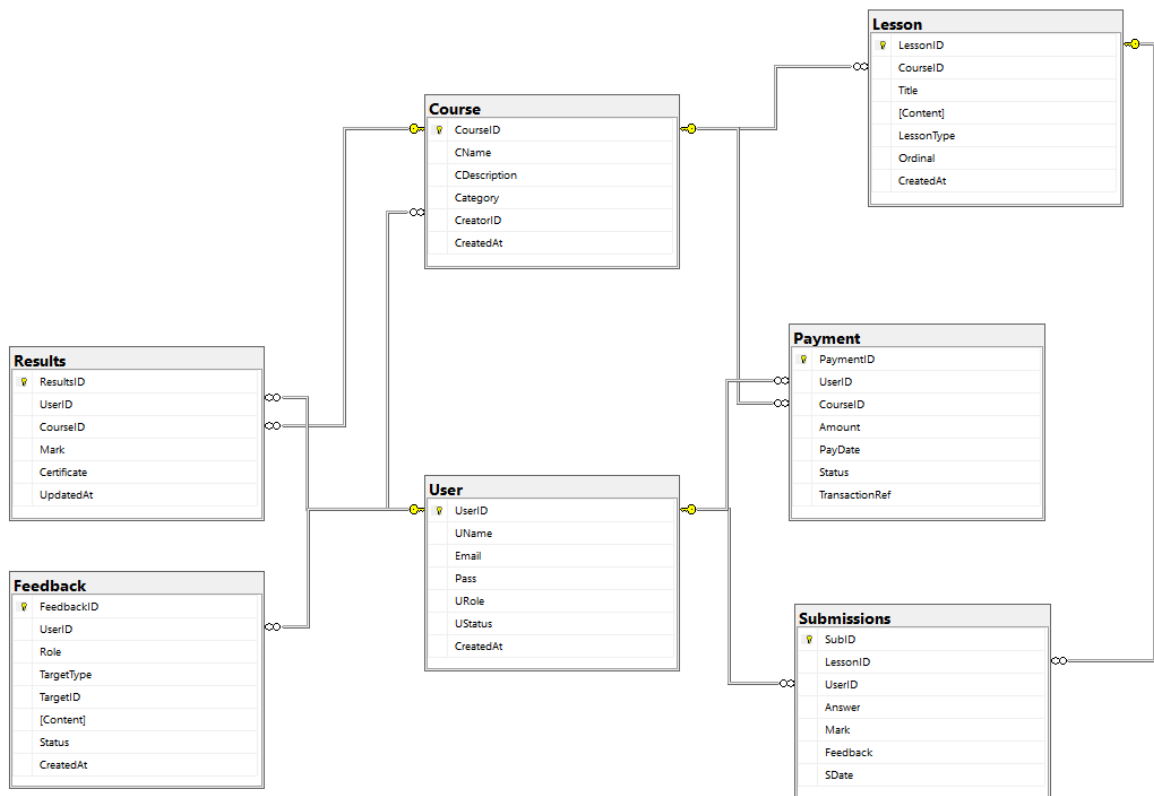 Lesson
LessonID
CourseID
Title
[Content]
LessonType
Ordinal
CreatedAt
Course
CourseID
CName
CDescription
Category
CreatorID
CreatedAt
Results
ResultsID
UserID
CourseID
Mark
Certificate
UpdatedAt
Payment
PaymentID
UserID
CourseID
Amount
PayDate
Status
TransactionRef
User
UserID
UName
Email
Pass
URole
UStatus
CreatedAt
Feedback
FeedbackID
UserID
Role
TargetType
TargetID
[Content]
Status
CreatedAt
Submissions
SubID
LessonID
UserID
Answer
Mark
Feedback
SDate